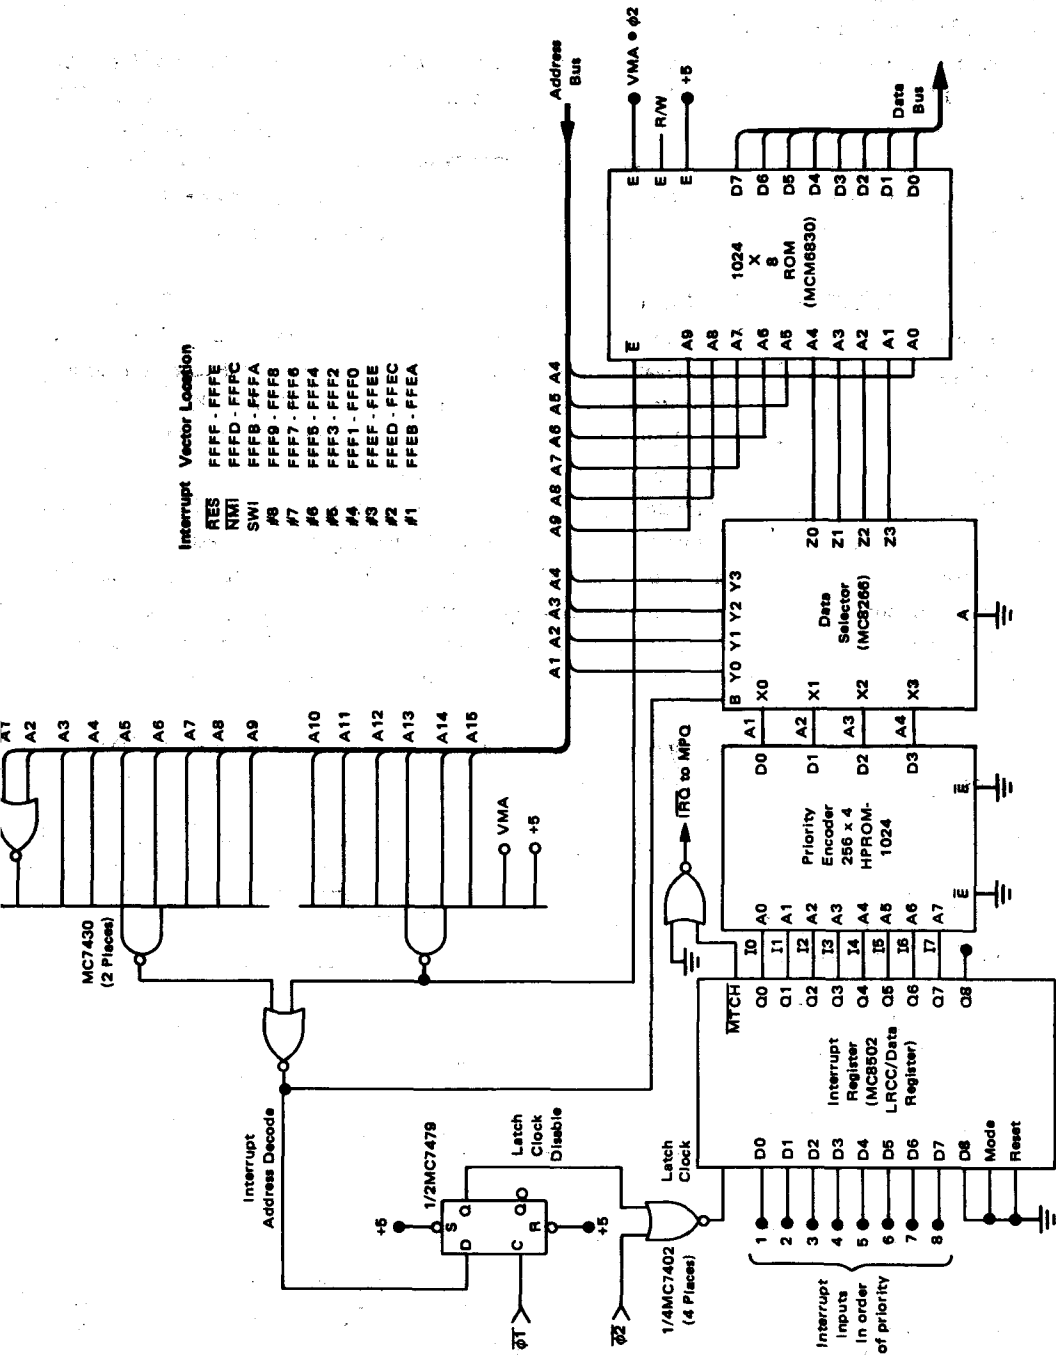 Interrupt Vector Location
RES FFFF - FFFE
NMI FFFD - FFFC
SWI FFFB - FFFA
#8 FFF9 - FFF8
#7 FFF7 - FFF6
#6 FFF5 - FFF4
#5 FFF3 - FFF2
#4 FFF1 - FFF0
#3 FFEF - FFEE
#2 FFED - FFEC
#1 FFEB - FFEA
Address
Bus
A1
A2
A3
A4
A5
A6
A7
A8
A9
A10
A11
A12
A13
A14
A15
VMA
+5
MC7430
(2 Places)
Interrupt
Address Decode
1/2MC7479
+5
S
D
Q
C
Q
R
+5
Latch
Clock
Disable
φ1
φ2
1/4MC7402
(4 Places)
Latch
Clock
Interrupt
Inputs
In order
of priority
1 2 3 4 5 6 7 8
D0 D1 D2 D3 D4 D5 D6 D7 D8
Mode
Reset
Interrupt
Register
(MC8502
LRCC/Data
Register)
MTCH
Q0 Q1 Q2 Q3 Q4 Q5 Q6 Q7 Q8
I0 I1 I2 I3 I4 I5 I6 I7
IRQ to MPQ
A0 A1 A2 A3 A4 A5 A6 A7
E
E
Priority
Encoder
256 x 4
HPROM-
1024
D0 D1 D2 D3
A1 A2 A3 A4
X0 X1 X2 X3
B Y0 Y1 Y2 Y3
A1 A2 A3 A4
A9 A8 A7 A6 A5 A4
Data
Selector
(MC8266)
A
Z0 Z1 Z2 Z3
E
A9 A8 A7 A6 A5 A4 A3 A2 A1 A0
1024
X
8
ROM
(MCM6830)
E E E
VMA • φ2
R/W
+5
D7 D6 D5 D4 D3 D2 D1 D0
Data
Bus